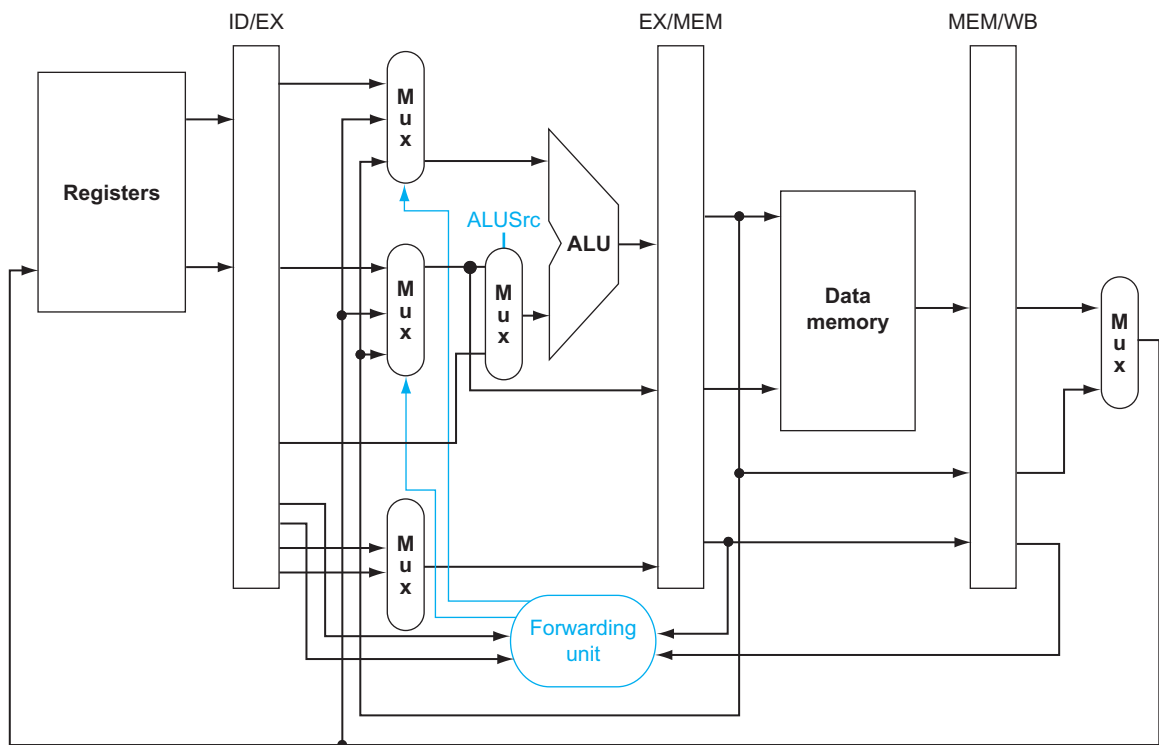 ID/EX
EX/MEM
MEM/WB
M
u
x
Registers
ALUSrc
ALU
M
u
x
M
u
x
Data
memory
M
u
x
M
u
x
Forwarding
unit